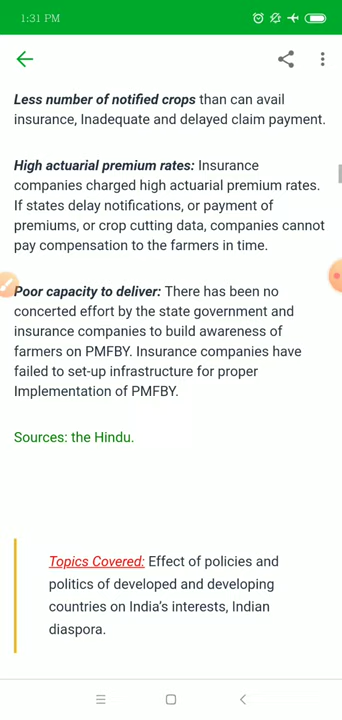 1:31 PM
Less number of notified crops than can avail
insurance, Inadequate and delayed claim payment.
High actuarial premium rates: Insurance
companies charged high actuarial premium rates.
If states delay notifications, or payment of
premiums, or crop cutting data, companies cannot
pay compensation to the farmers in time.
Poor capacity to deliver: There has been no
concerted effort by the state government and
insurance companies to build awareness of
farmers on PMFBY. Insurance companies have
failed to set-up infrastructure for proper
Implementation of PMFBY.
Sources: the Hindu.
Topics Covered: Effect of policies and
politics of developed and developing
countries on India’s interests, Indian
diaspora.